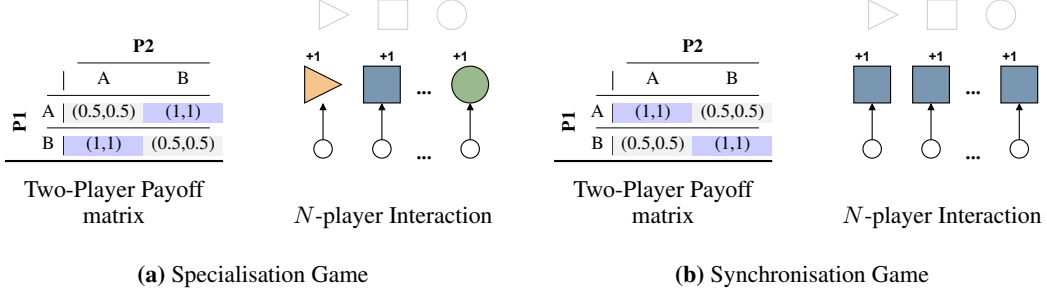 P2
A B
P1
A (0.5,0.5) (1,1)
B (1,1) (0.5,0.5)
Two-Player Payoff
matrix
+1 +1 +1
...
...
N-player Interaction
(a) Specialisation Game
P2
A B
P1
A (1,1) (0.5,0.5)
B (0.5,0.5) (1,1)
Two-Player Payoff
matrix
+1 +1 +1
...
...
N-player Interaction
(b) Synchronisation Game